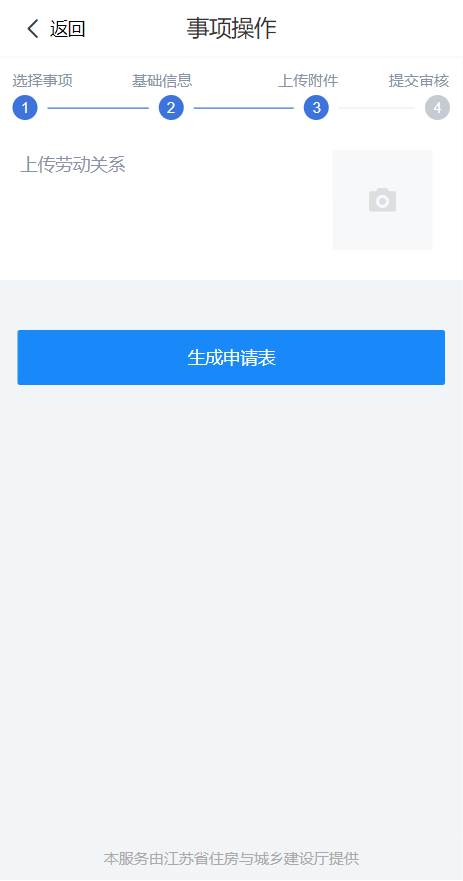 返回
事项操作
选择事项
基础信息
上传附件
提交审核
1
2
3
4
上传劳动关系
生成申请表
本服务由江苏省住房与城乡建设厅提供